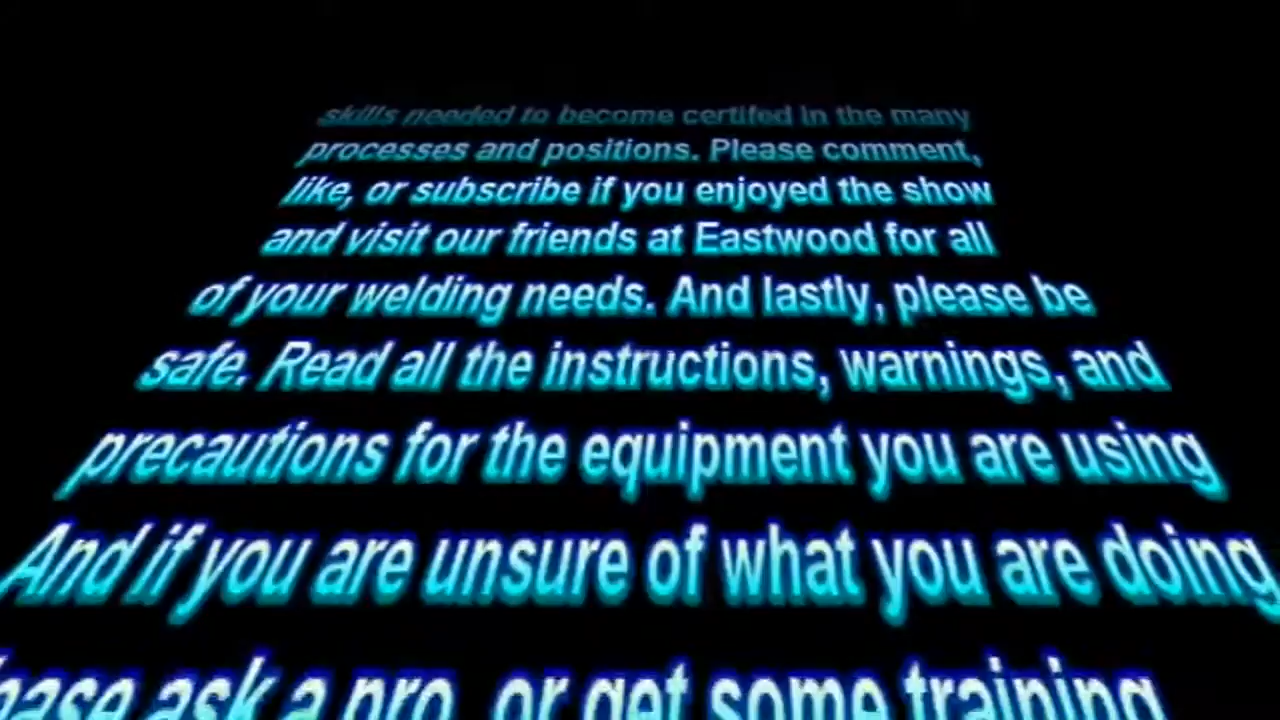 skills needed to become certifed in the many
processes and positions. Please comment,
like, or subscribe if you enjoyed the show
and visit our friends at Eastwood for all
of your welding needs. And lastly, please be
safe. Read all the instructions, warnings, and
precautions for the equipment you are using
And if you are unsure of what you are doing
ask a pro, or get some training